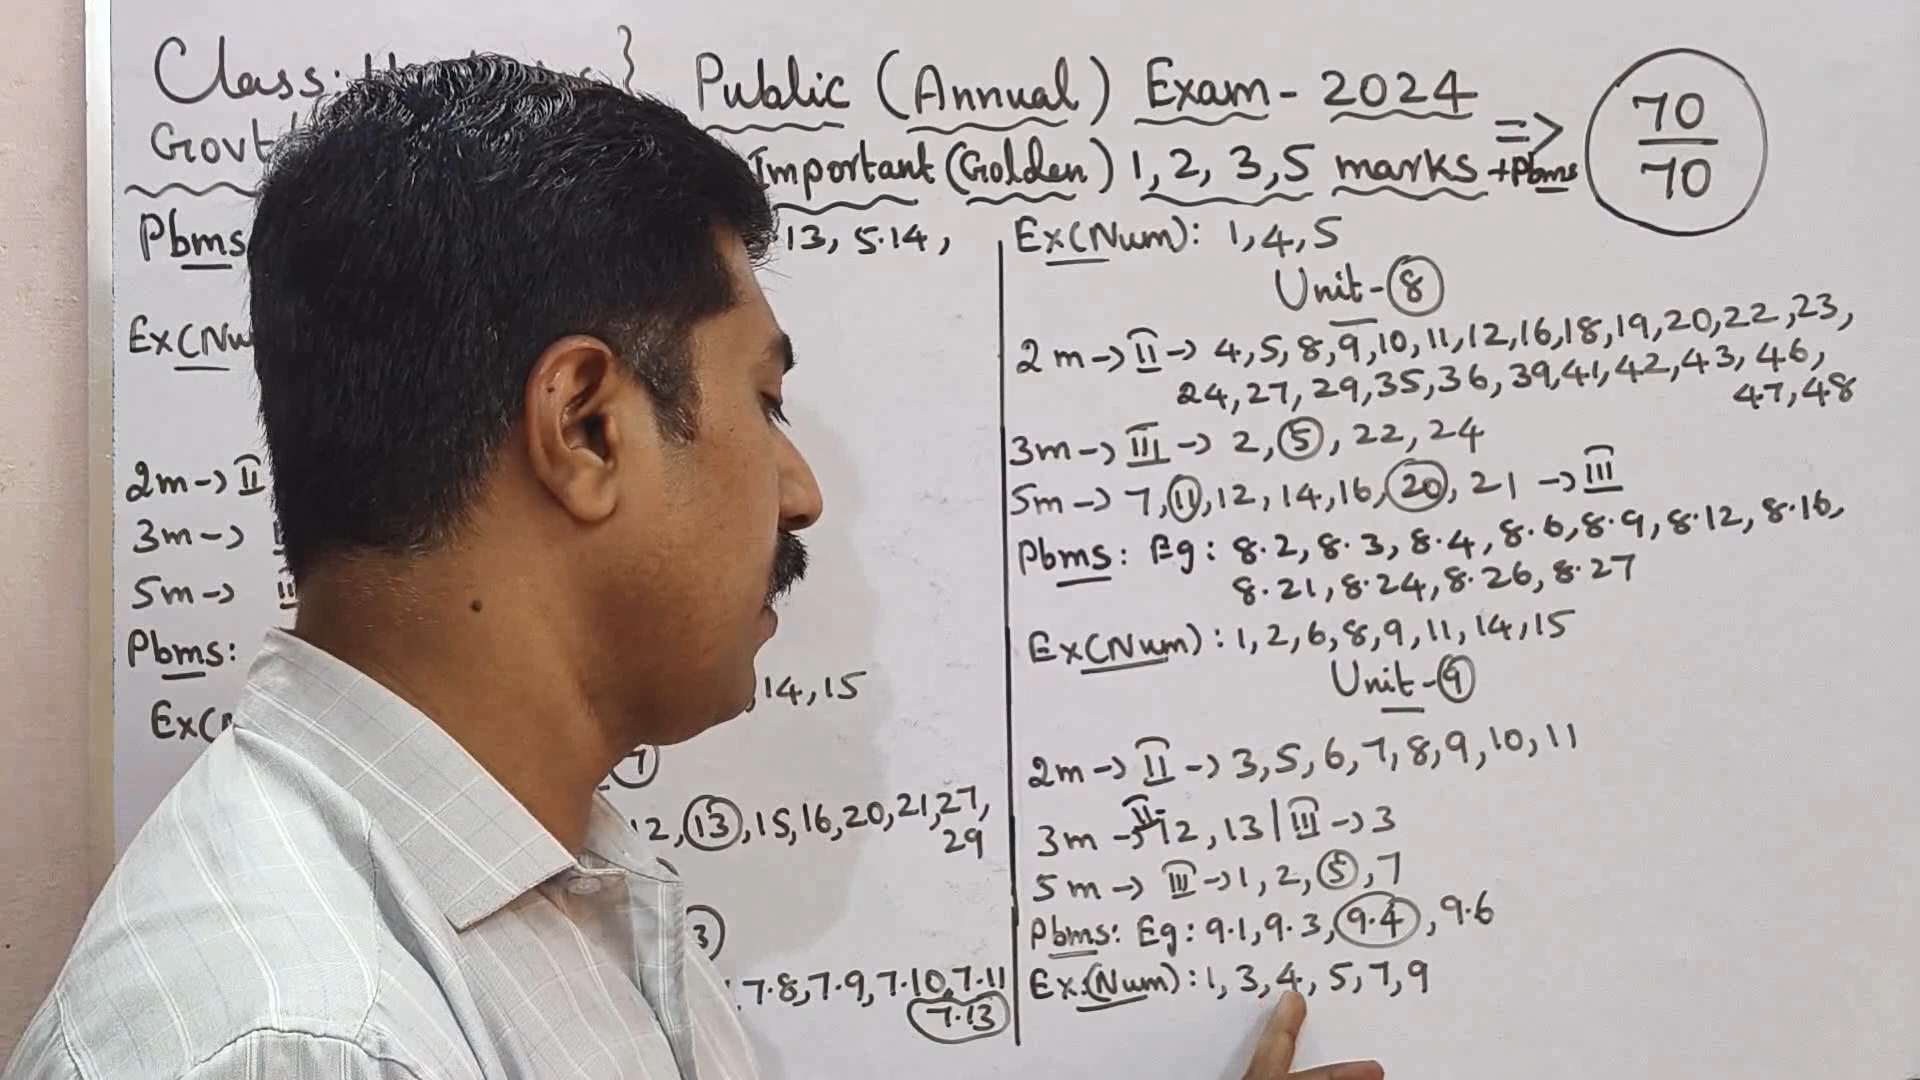 Class:
Govt
Public (Annual) Exam - 2024
Important (Golden) 1, 2, 3, 5 marks + Pbms => 70/70
Pbms 13, 5.14,
Ex(Nu
2m -> II
3m ->
5m -> III
Pbms:
14, 15
Ex(
7
12, 13, 15, 16, 20, 21, 27,
29
3)
7.8, 7.9, 7.10, 7.11
7.13
Ex(Num): 1, 4, 5
Unit - 8
2m -> II -> 4, 5, 8, 9, 10, 11, 12, 16, 18, 19, 20, 22, 23,
24, 27, 29, 35, 36, 39, 41, 42, 43, 46,
47, 48
3m -> III -> 2, 5, 22, 24
5m -> 7, 11, 12, 14, 16, 20, 21 -> III
Pbms: Eg: 8.2, 8.3, 8.4, 8.6, 8.9, 8.12, 8.16,
8.21, 8.24, 8.26, 8.27
Ex(Num): 1, 2, 6, 8, 9, 11, 14, 15
Unit - 9
2m -> II -> 3, 5, 6, 7, 8, 9, 10, 11
3m -> II - 12, 13 | III -> 3
5m -> III -> 1, 2, 5, 7
Pbms: Eg: 9.1, 9.3, 9.4, 9.6
Ex.(Num): 1, 3, 4, 5, 7, 9